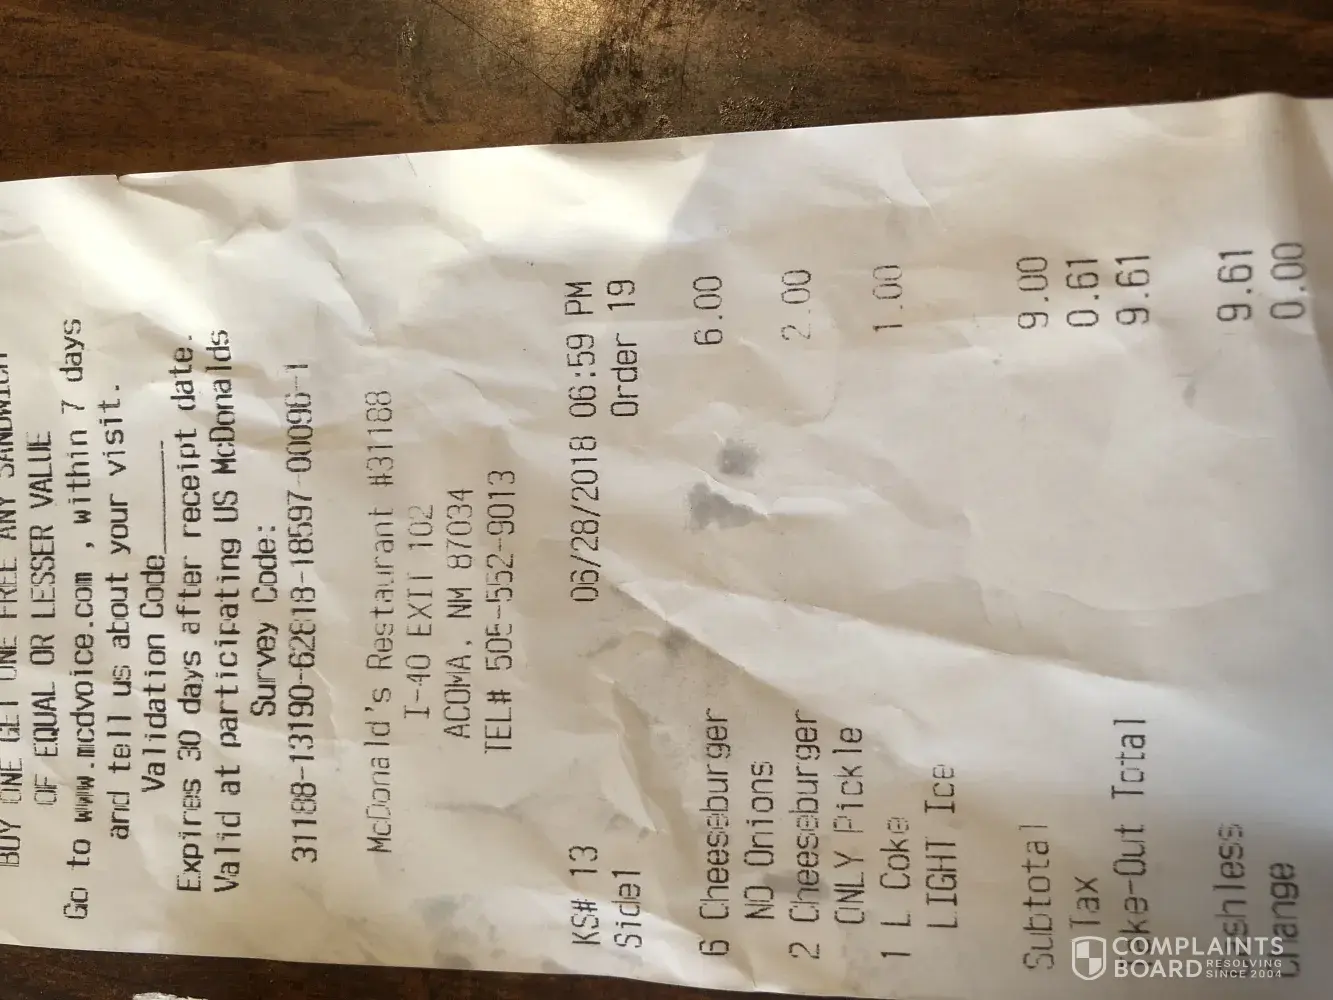 BUY ONE GET ONE FREE ANY SANDWICH
OF EQUAL OR LESSER VALUE
Go to www.mcdvoice.com , within 7 days
and tell us about your visit.
Validation Code________
Expires 30 days after receipt date.
Valid at participating US McDonalds
Survey Code:
31188-13190-62818-18597-00096-1
McDonald's Restaurant #31188
I-40 EXIT 102
ACOMA, NM 87034
TEL# 505-552-9013
KS# 13 06/28/2018 06:59 PM
Side1 Order 19
6 Cheeseburger 6.00
NO Onions
2 Cheeseburger 2.00
ONLY Pickle
1 L Coke 1.00
LIGHT Ice
Subtotal 9.00
Tax 0.61
ke-Out Total 9.61
shless 9.61
Change 0.00
COMPLAINTS
BOARD RESOLVING
SINCE 2004